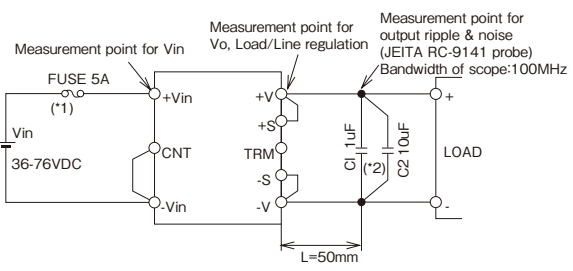 Measurement point for
output ripple & noise
(JEITA RC-9141 probe)
Bandwidth of scope:100MHz
Measurement point for
Vo, Load/Line regulation
Measurement point for Vin
FUSE 5A
(*1)
+Vin
+V
+
+S
Vin
36-76VDC
CNT
TRM
C1 1uF
(*2)
C2 10uF
LOAD
-S
-Vin
-V
-
L=50mm